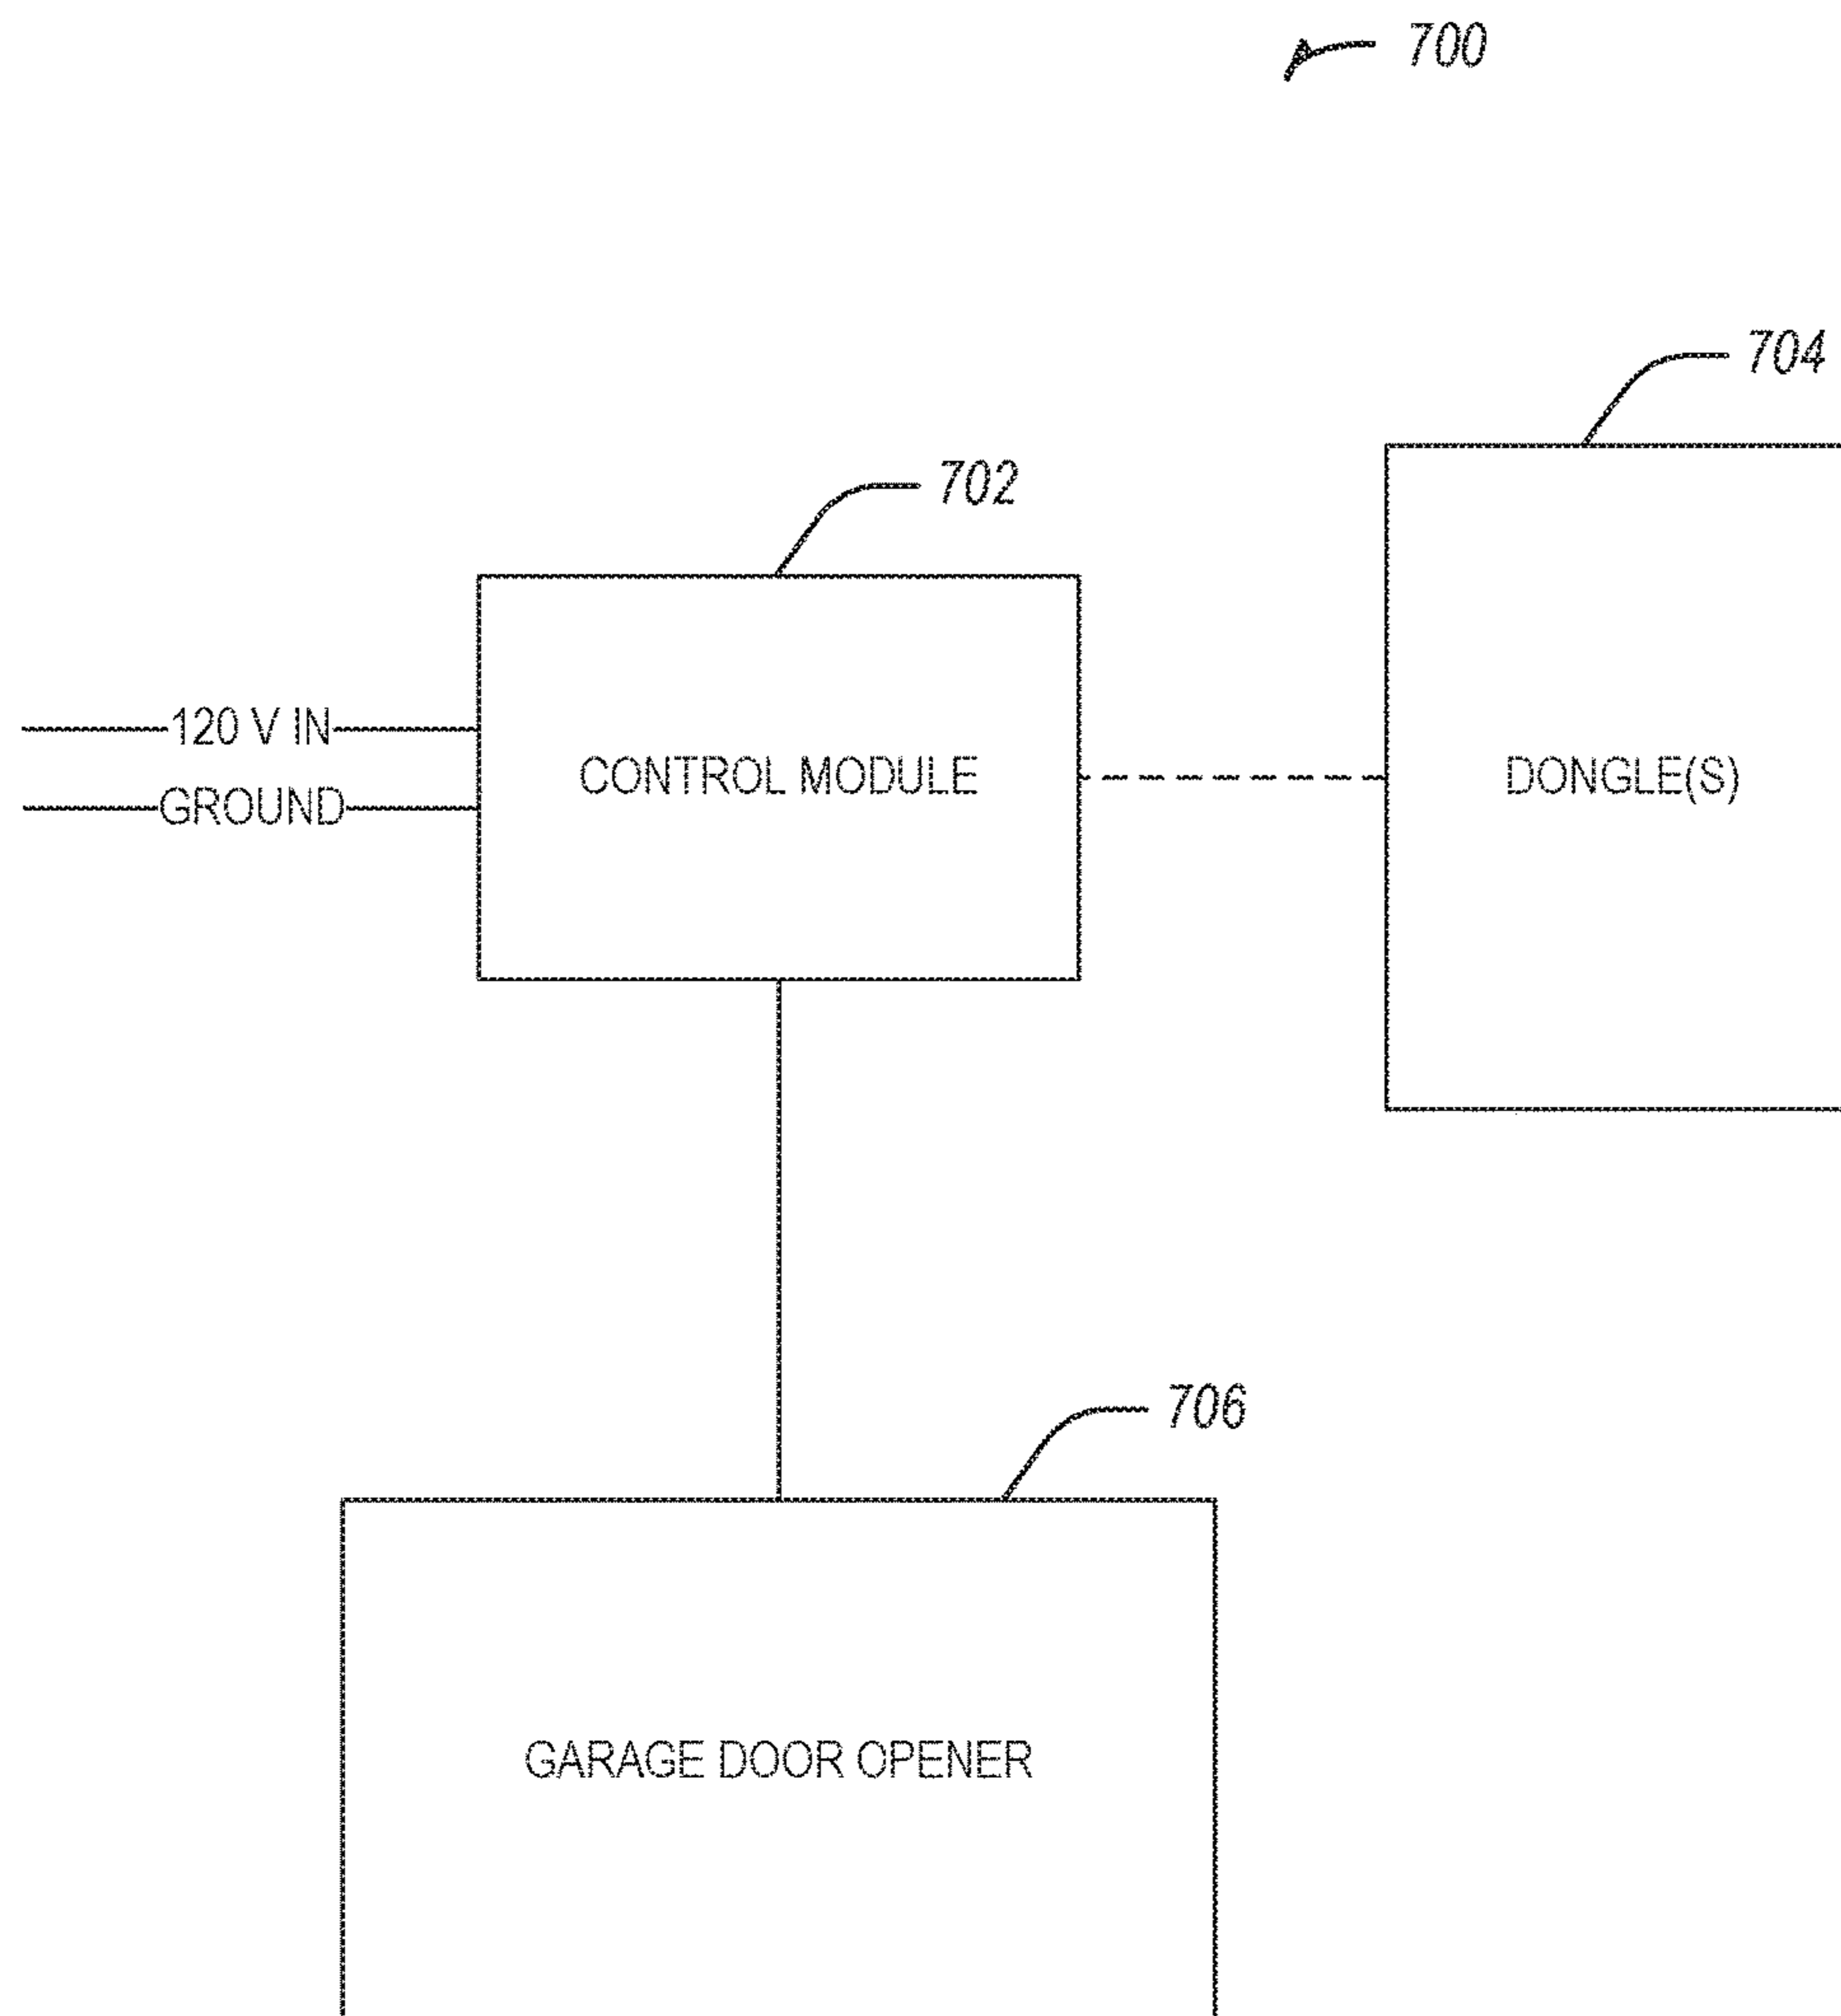 700
704
702
120 V IN
GROUND
CONTROL MODULE
DONGLE(S)
706
GARAGE DOOR OPENER